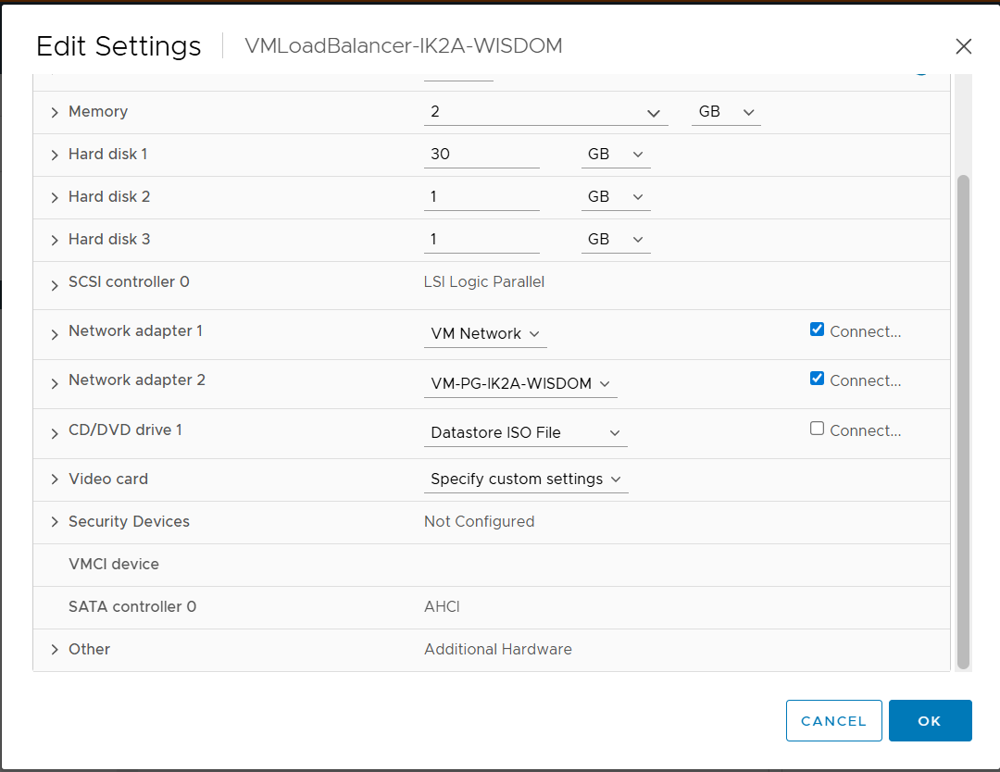 Edit Settings VMLoadBalancer-IK2A-WISDOM
Memory 2 GB
Hard disk 1 30 GB
Hard disk 2 1 GB
Hard disk 3 1 GB
SCSI controller 0 LSI Logic Parallel
Network adapter 1 VM Network Connect...
Network adapter 2 VM-PG-IK2A-WISDOM Connect...
CD/DVD drive 1 Datastore ISO File Connect...
Video card Specify custom settings
Security Devices Not Configured
VMCI device
SATA controller 0 AHCI
Other Additional Hardware
CANCEL OK